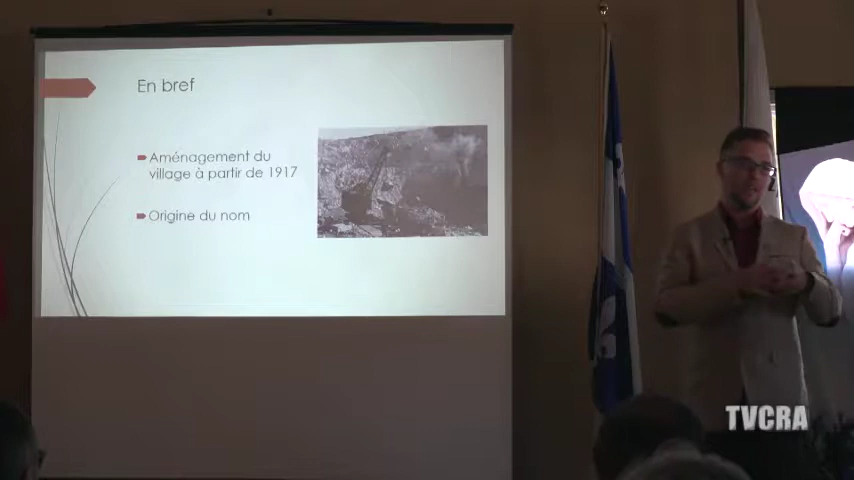 En bref
Aménagement du
village à partir de 1917
Origine du nom
TVCRA